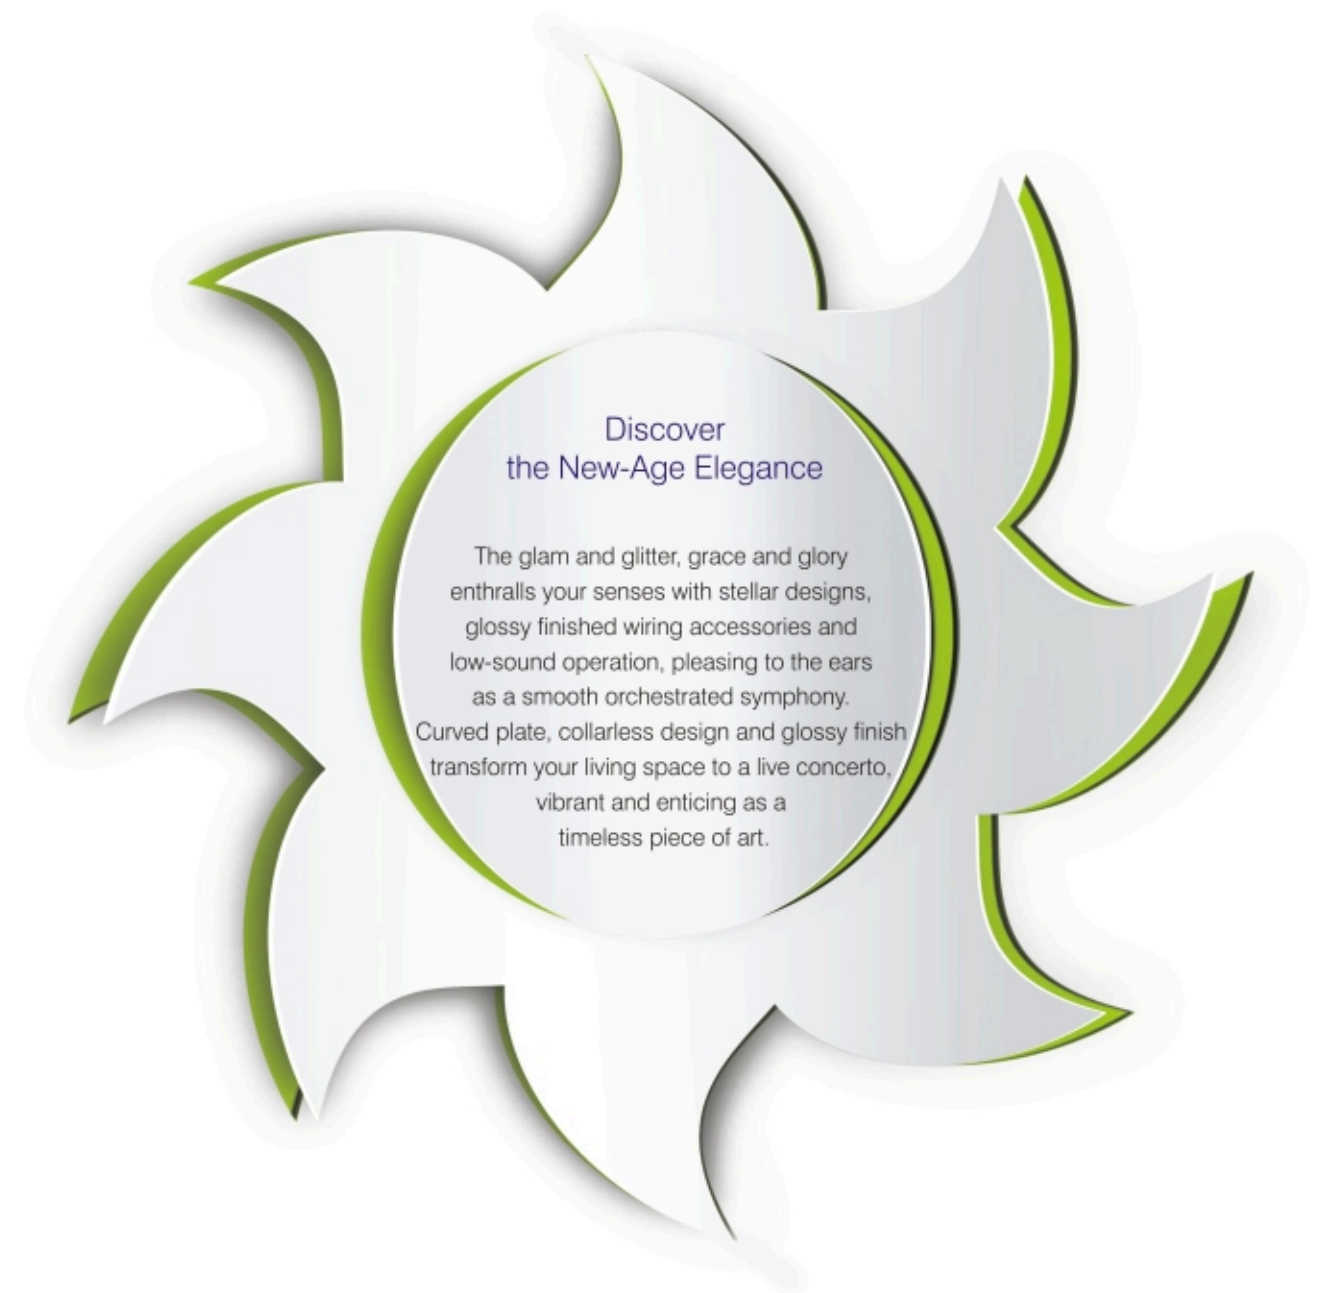 Discover
the New-Age Elegance
The glam and glitter, grace and glory
enthralls your senses with stellar designs,
glossy finished wiring accessories and
low-sound operation, pleasing to the ears
as a smooth orchestrated symphony.
Curved plate, collarless design and glossy finish
transform your living space to a live concerto,
vibrant and enticing as a
timeless piece of art.